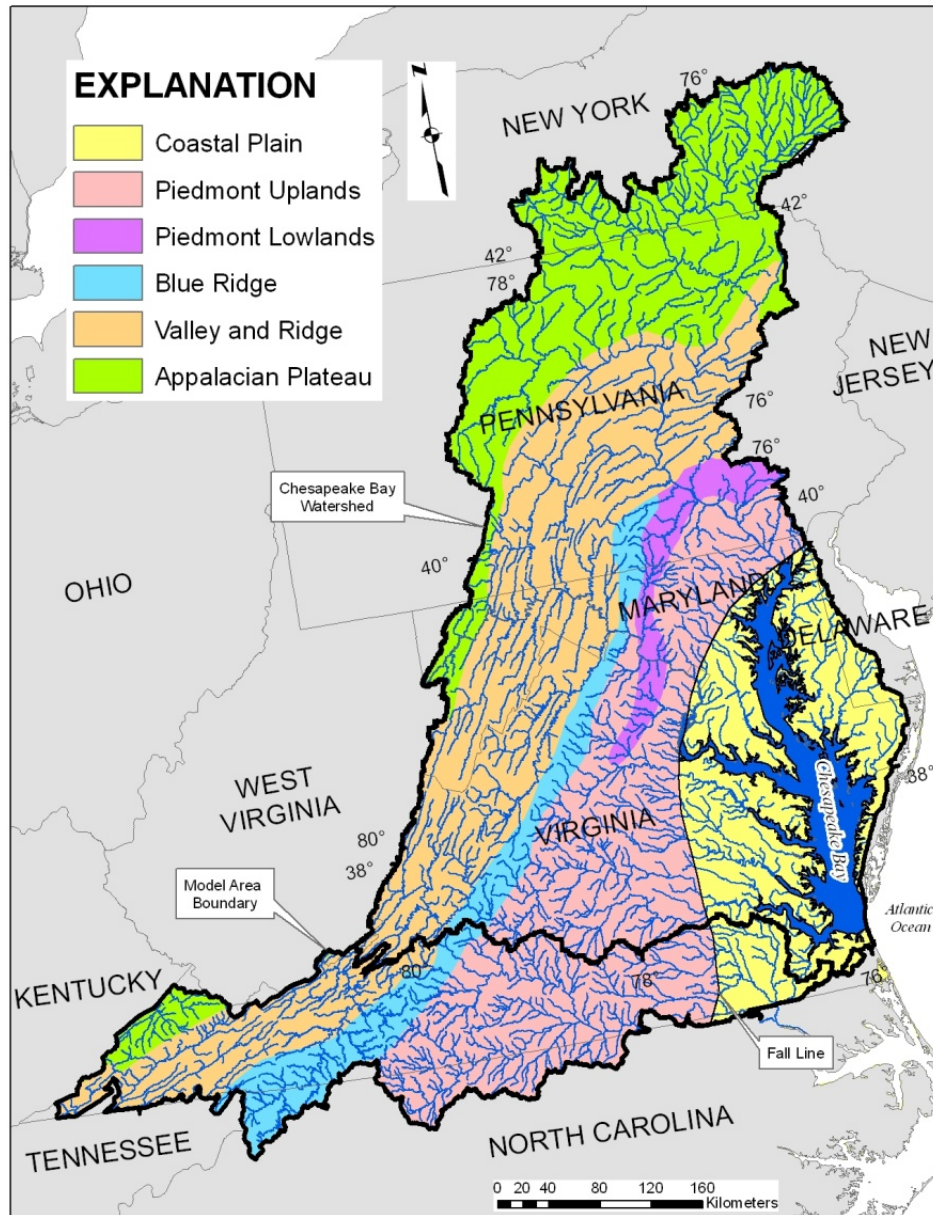 EXPLANATION
Coastal Plain
Piedmont Uplands
Piedmont Lowlands
Blue Ridge
Valley and Ridge
Appalacian Plateau
N
76°
NEW YORK
42°
42°
78°
NEW
JERSEY
PENNSYLVANIA
76°
76°
Chesapeake Bay
Watershed
40°
40°
OHIO
MARYLAND
DELAWARE
WEST
VIRGINIA
38°
Chesapeake Bay
VIRGINIA
80°
38°
Model Area
Boundary
Atlantic
Ocean
KENTUCKY
80°
78°
76°
Fall Line
TENNESSEE
NORTH CAROLINA
0 20 40 80 120 160
Kilometers